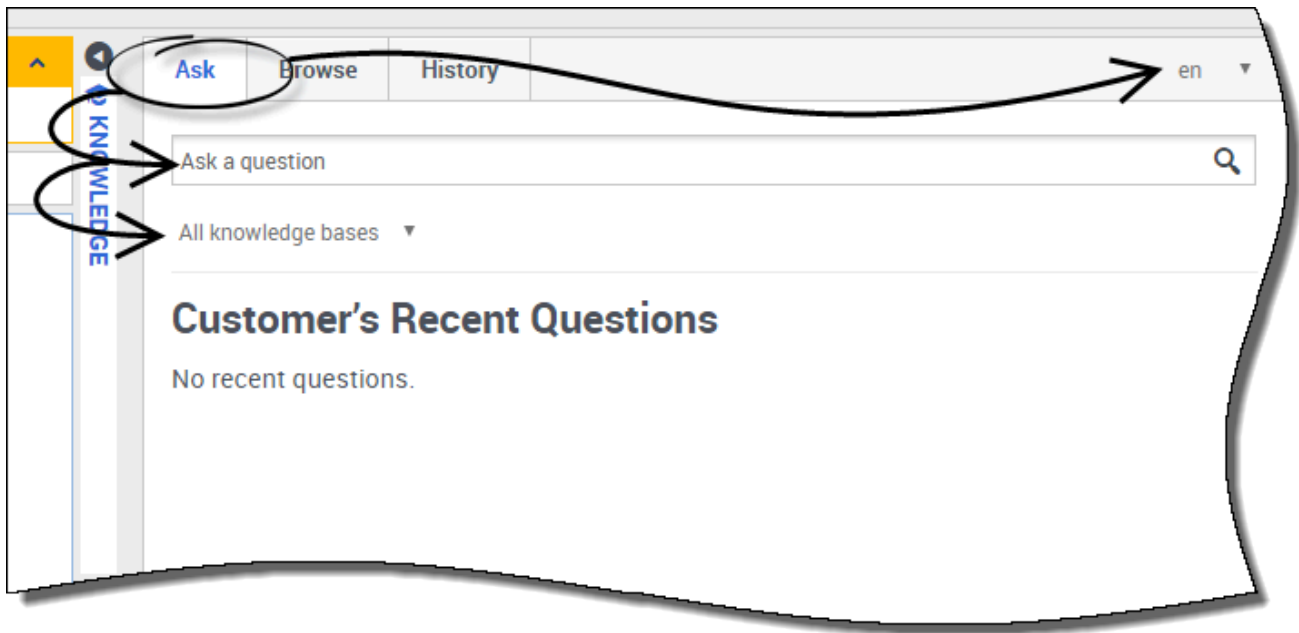 Ask Browse History en
KNOWLEDGE
Ask a question
All knowledge bases
Customer's Recent Questions
No recent questions.